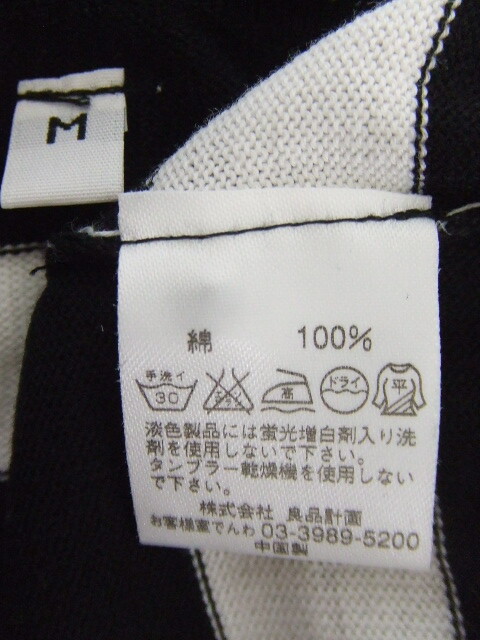 M
綿 100%
手洗イ 30 エンソ 高 ドライ 平
淡色製品には蛍光増白剤入り洗
剤を使用しないで下さい。
タンブラー乾燥機を使用しない
で下さい。
株式会社 良品計画
お客様室でんわ 03-3989-5200
中国製